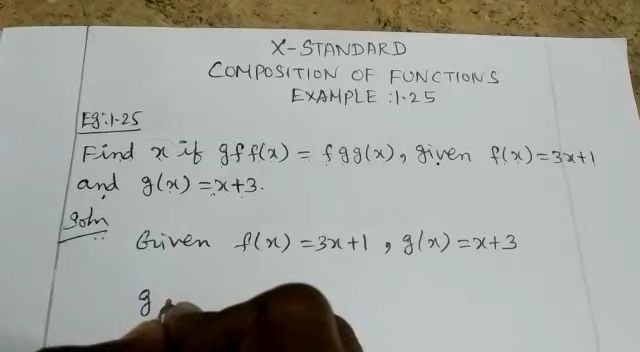 X-STANDARD
COMPOSITION OF FUNCTIONS
EXAMPLE :1.25
Eg:1.25
Find x if gff(x) = fgg(x), given f(x)=3x+1
and g(x) = x+3.
Soln
Given f(x) = 3x+1 , g(x) = x+3
g